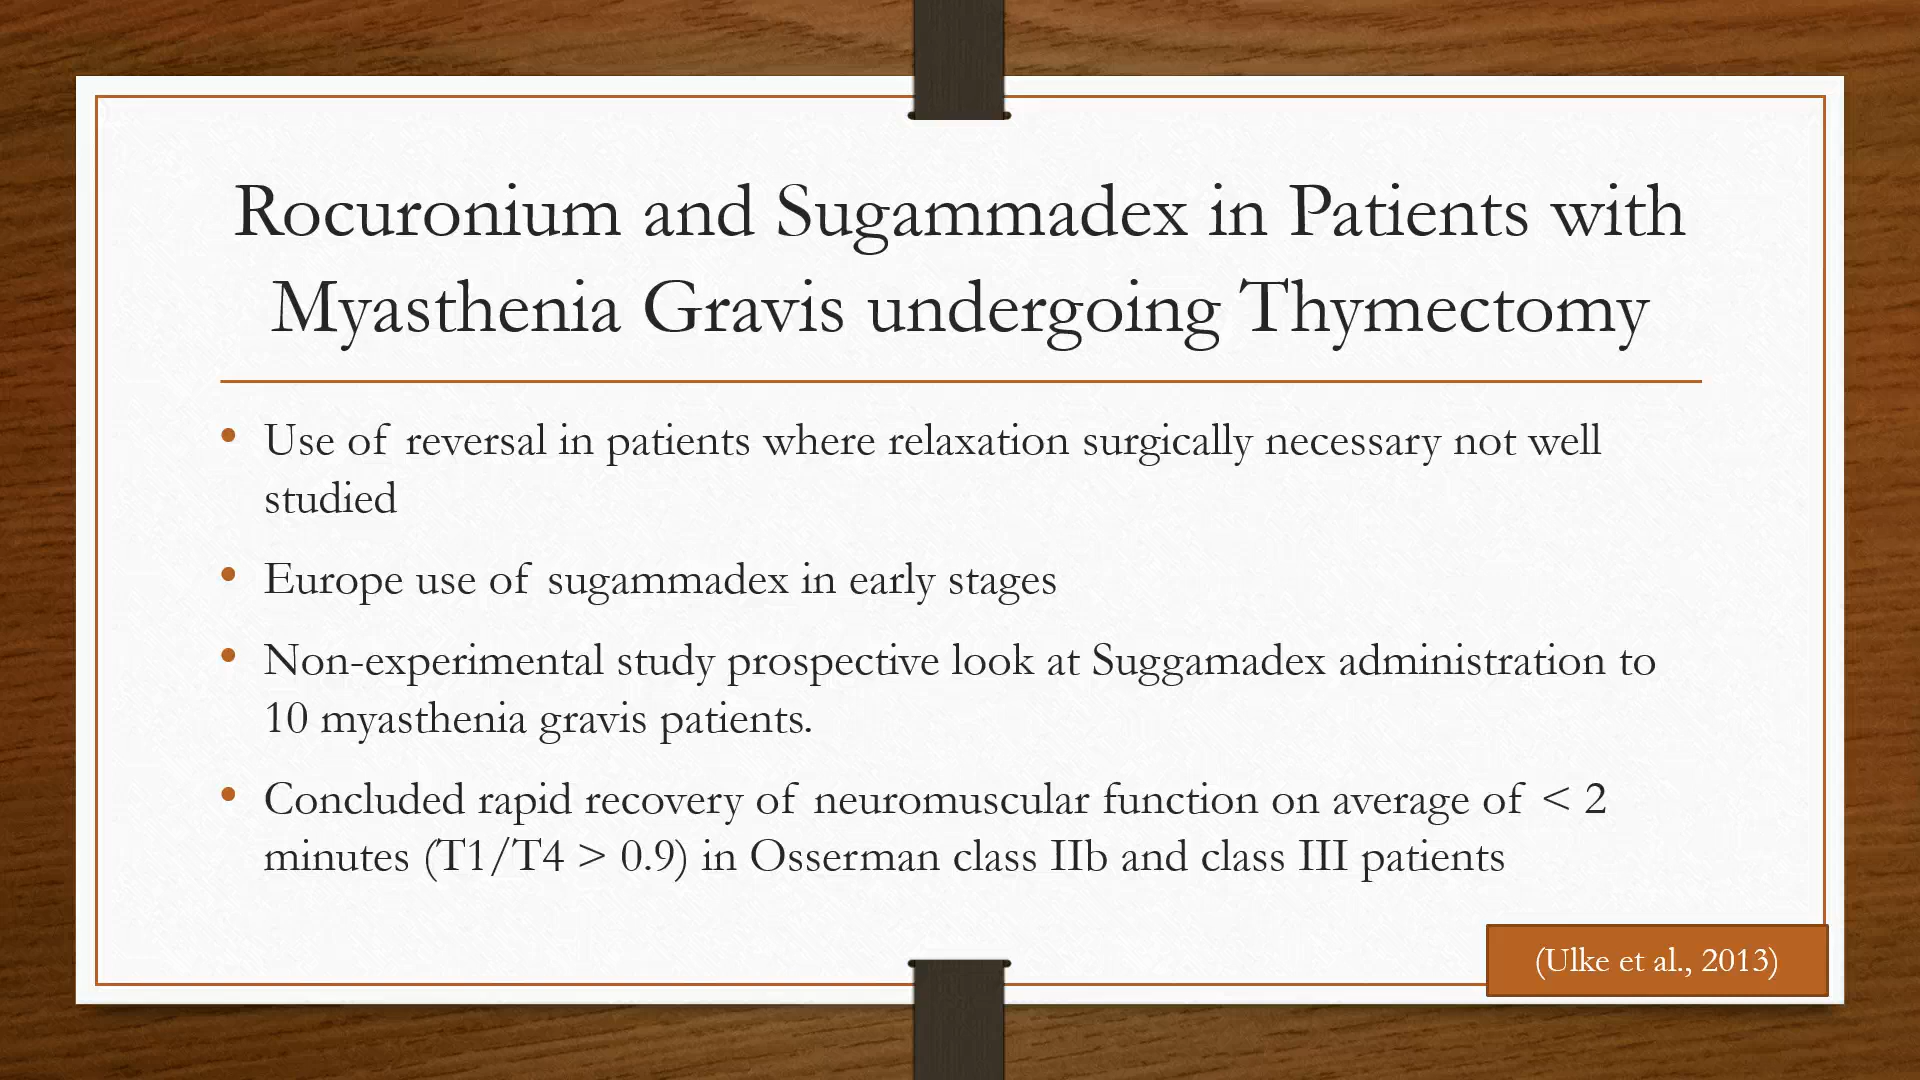 Rocuronium and Sugammadex in Patients with
Myasthenia Gravis undergoing Thymectomy
• Use of reversal in patients where relaxation surgically necessary not well
studied
• Europe use of sugammadex in early stages
• Non-experimental study prospective look at Suggamadex administration to
10 myasthenia gravis patients.
• Concluded rapid recovery of neuromuscular function on average of < 2
minutes (T1/T4 > 0.9) in Osserman class IIb and class III patients
(Ulke et al., 2013)